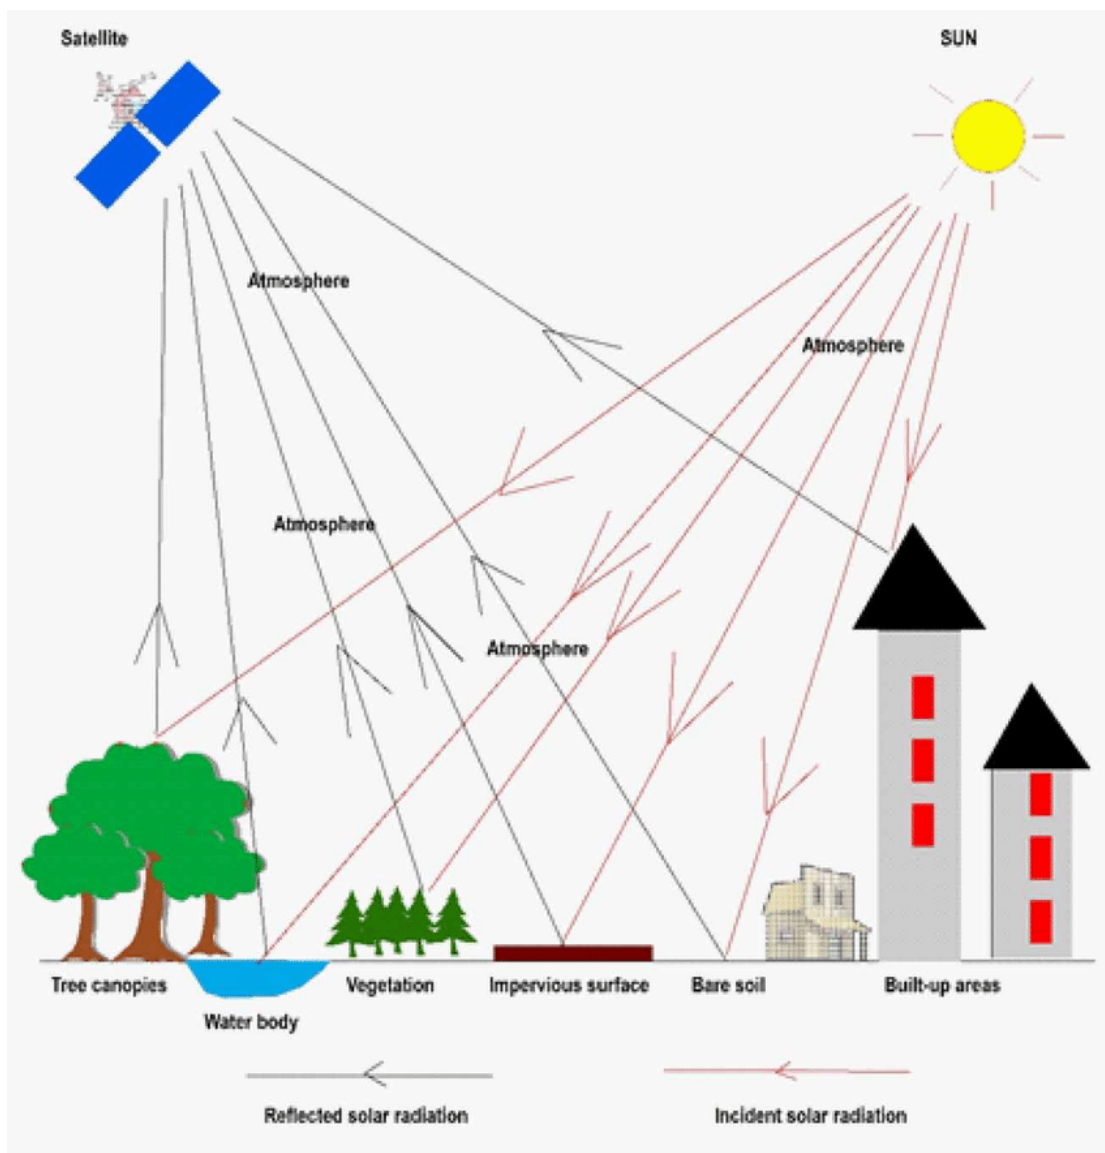 Satellite
SUN
Atmosphere
Atmosphere
Atmosphere
Atmosphere
Tree canopies
Vegetation
Impervious surface
Bare soil
Built-up areas
Water body
Reflected solar radiation
Incident solar radiation